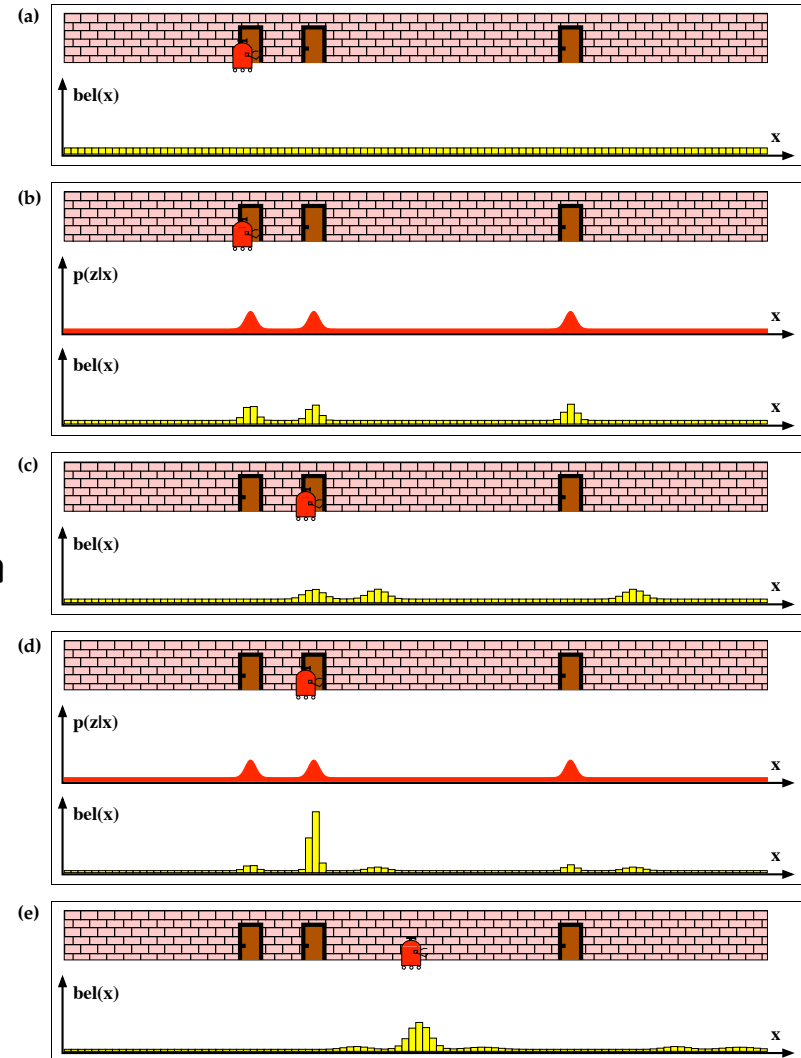 (a)
bel(x)
x
(b)
p(z|x)
x
bel(x)
x
(c)
bel(x)
x
(d)
p(z|x)
x
bel(x)
x
(e)
bel(x)
x